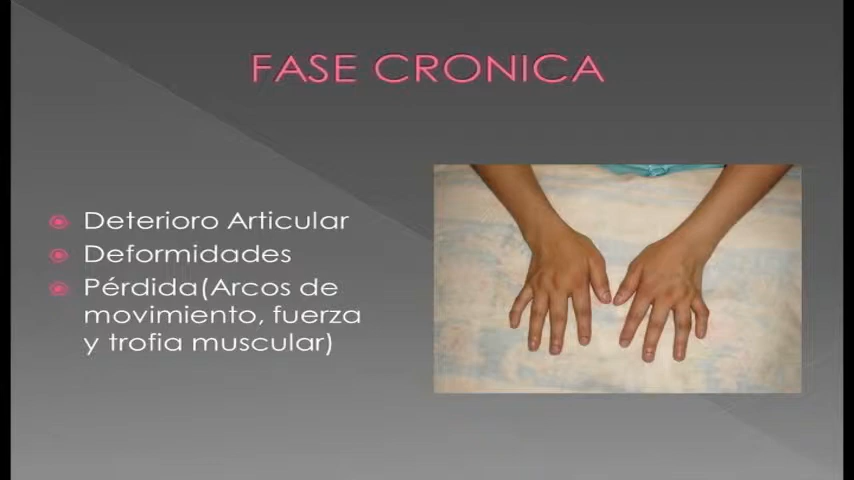 FASE CRONICA
Deterioro Articular
Deformidades
Pérdida(Arcos de
movimiento, fuerza
y trofia muscular)